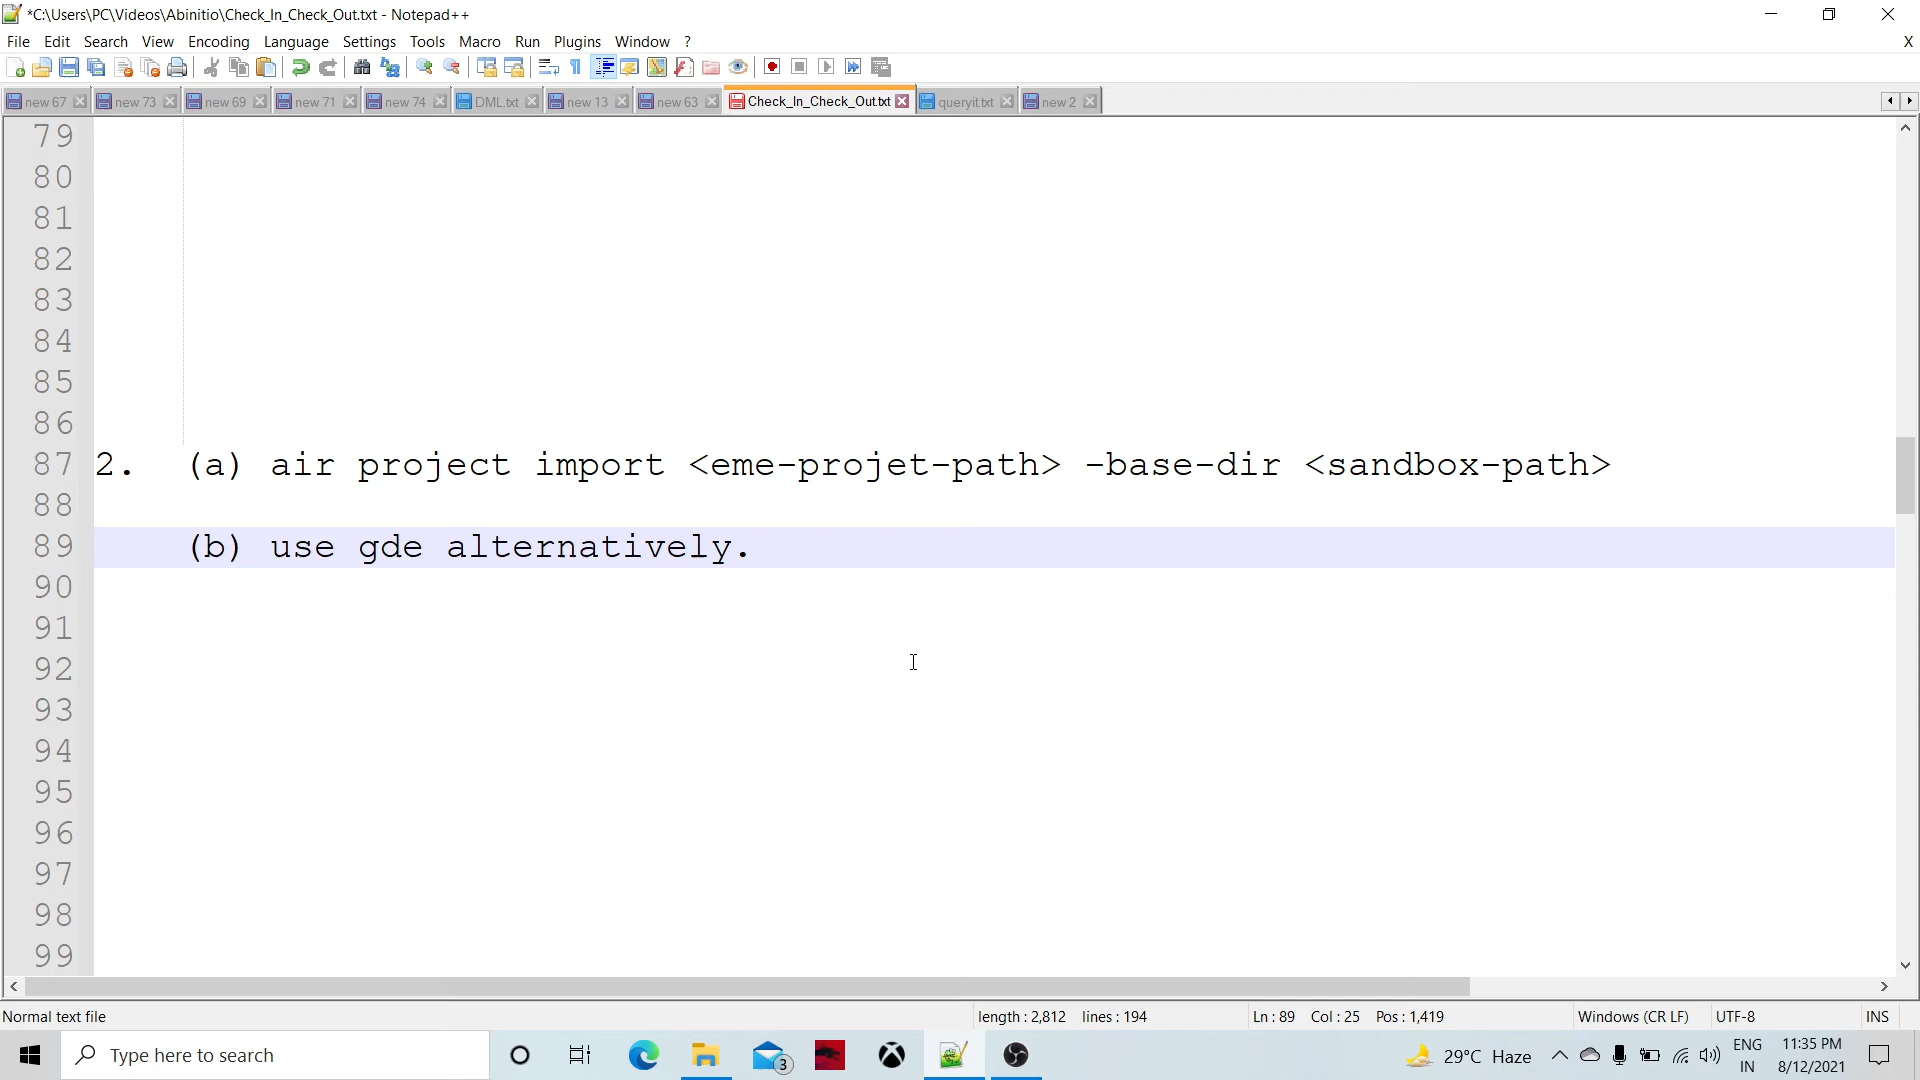 *C:\Users\PC\Videos\Abinitio\Check_In_Check_Out.txt - Notepad++
File Edit Search View Encoding Language Settings Tools Macro Run Plugins Window ?
X
new 67 new 73 new 69 new 71 new 74 DML.txt new 13 new 63 Check_In_Check_Out.txt queryit.txt new 2
79
80
81
82
83
84
85
86
87 2. (a) air project import <eme-projet-path> -base-dir <sandbox-path>
88
89 (b) use gde alternatively.
90
91
92
93
94
95
96
97
98
99
Normal text file length : 2,812 lines : 194 Ln : 89 Col : 25 Pos : 1,419 Windows (CR LF) UTF-8 INS
Type here to search 3 29°C Haze ENG 11:35 PM
IN 8/12/2021